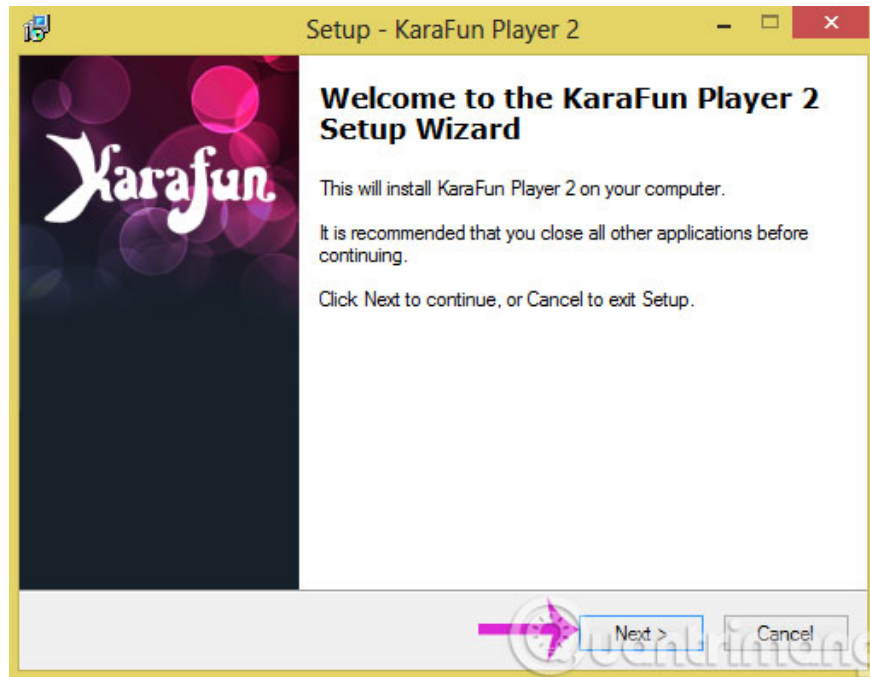 Setup - KaraFun Player 2
Karafun
Welcome to the KaraFun Player 2
Setup Wizard
This will install KaraFun Player 2 on your computer.
It is recommended that you close all other applications before
continuing.
Click Next to continue, or Cancel to exit Setup.
Next >
Cancel
Quantrimang